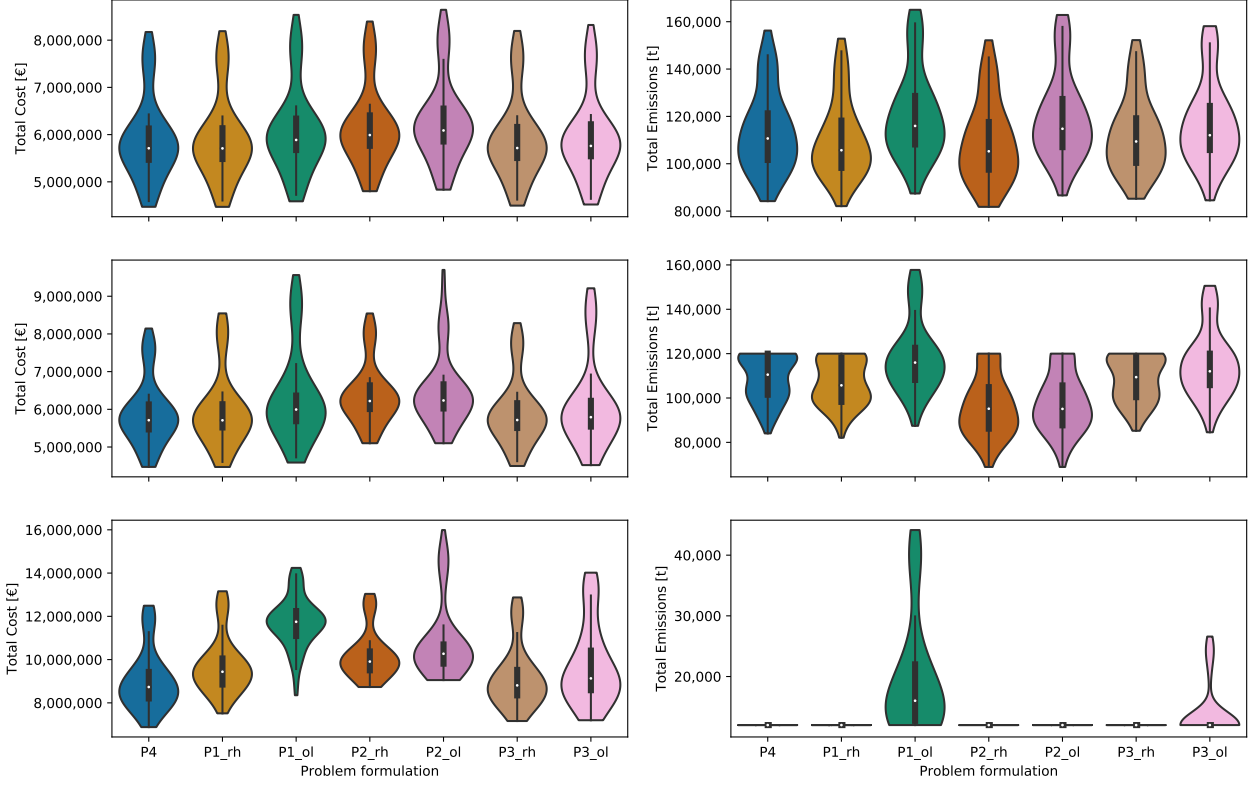 Total Cost [€]
8,000,000
7,000,000
6,000,000
5,000,000
Total Emissions [t]
160,000
140,000
120,000
100,000
80,000
Total Cost [€]
9,000,000
8,000,000
7,000,000
6,000,000
5,000,000
Total Emissions [t]
160,000
140,000
120,000
100,000
80,000
Total Cost [€]
16,000,000
14,000,000
12,000,000
10,000,000
8,000,000
P4 P1_rh P1_ol P2_rh P2_ol P3_rh P3_ol
Problem formulation
Total Emissions [t]
40,000
30,000
20,000
P4 P1_rh P1_ol P2_rh P2_ol P3_rh P3_ol
Problem formulation